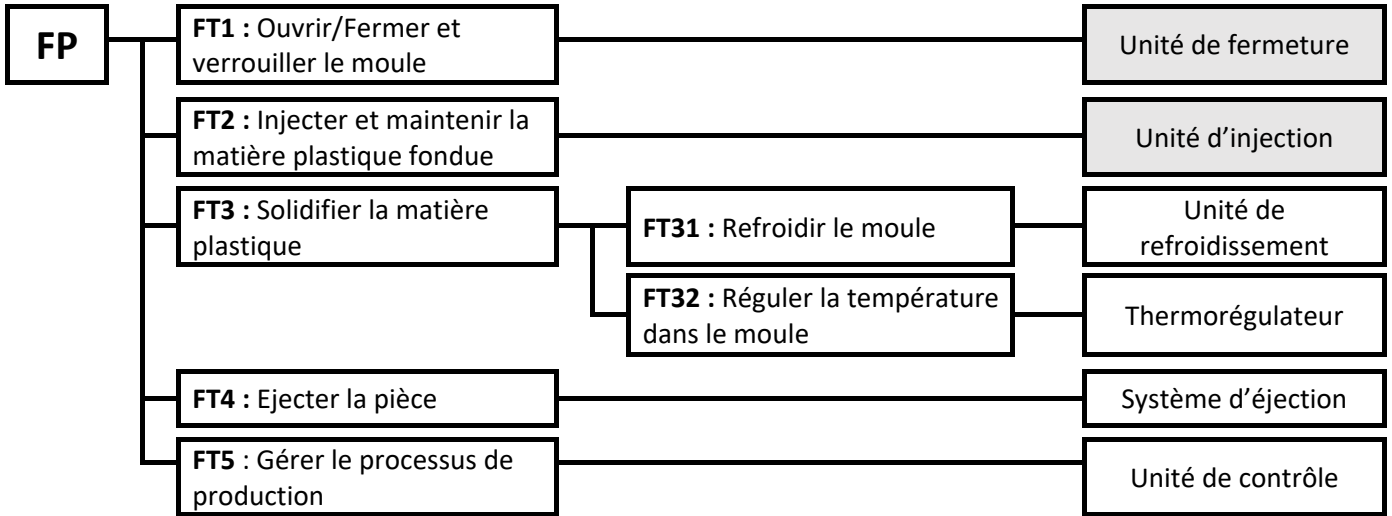 FP
FT1 : Ouvrir/Fermer et
verrouiller le moule
Unité de fermeture
FT2 : Injecter et maintenir la
matière plastique fondue
Unité d’injection
FT3 : Solidifier la matière
plastique
FT31 : Refroidir le moule
Unité de
refroidissement
FT32 : Réguler la température
dans le moule
Thermorégulateur
FT4 : Ejecter la pièce
Système d’éjection
FT5 : Gérer le processus de
production
Unité de contrôle